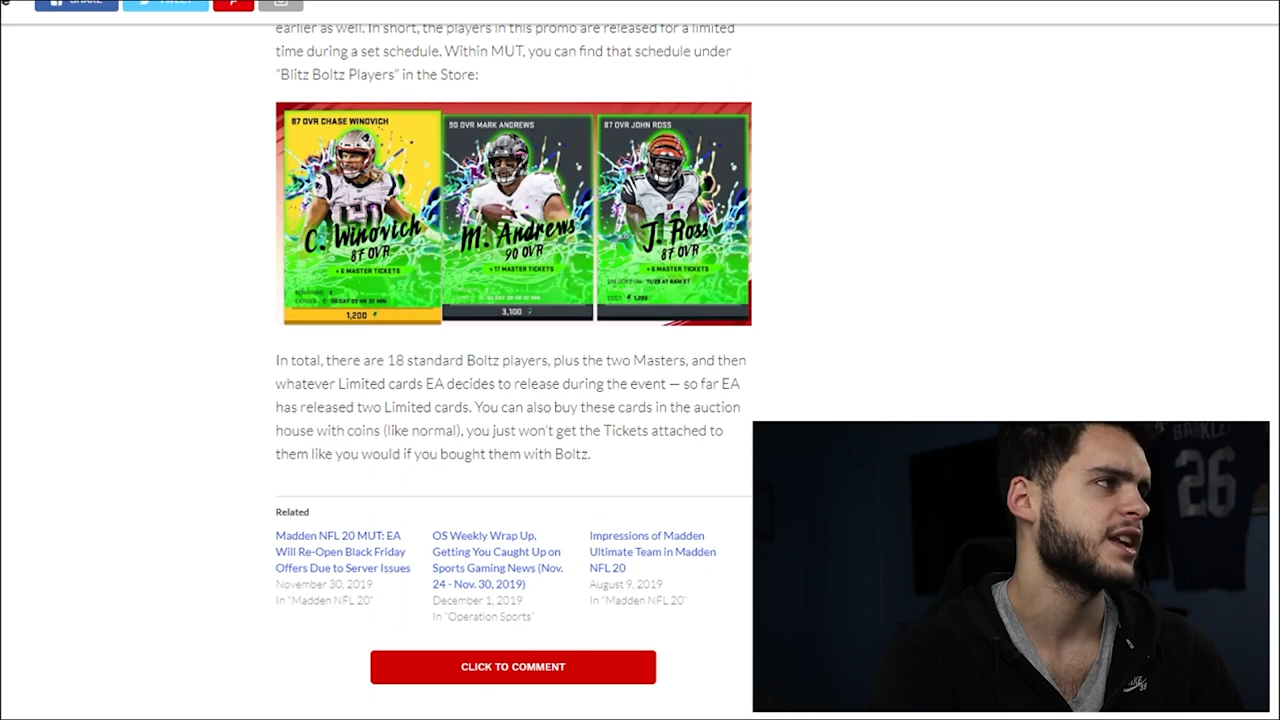 SHARE
TWEET
earlier as well. In short, the players in this promo are released for a limited
time during a set schedule. Within MUT, you can find that schedule under
“Blitz Boltz Players” in the Store:
87 OVR CHASE WINOVICH
90 OVR MARK ANDREWS
87 OVR JOHN ROSS
C. Winovich
87 OVR
+ 6 MASTER TICKETS
1,200
M. Andrews
90 OVR
+ 17 MASTER TICKETS
3,100
J. Ross
87 OVR
+ 6 MASTER TICKETS
In total, there are 18 standard Boltz players, plus the two Masters, and then
whatever Limited cards EA decides to release during the event — so far EA
has released two Limited cards. You can also buy these cards in the auction
house with coins (like normal), you just won’t get the Tickets attached to
them like you would if you bought them with Boltz.
Related
Madden NFL 20 MUT: EA
Will Re-Open Black Friday
Offers Due to Server Issues
November 30, 2019
In "Madden NFL 20"
OS Weekly Wrap Up,
Getting You Caught Up on
Sports Gaming News (Nov.
24 - Nov. 30, 2019)
December 1, 2019
In "Operation Sports"
Impressions of Madden
Ultimate Team in Madden
NFL 20
August 9, 2019
In "Madden NFL 20"
CLICK TO COMMENT
26
NIKE